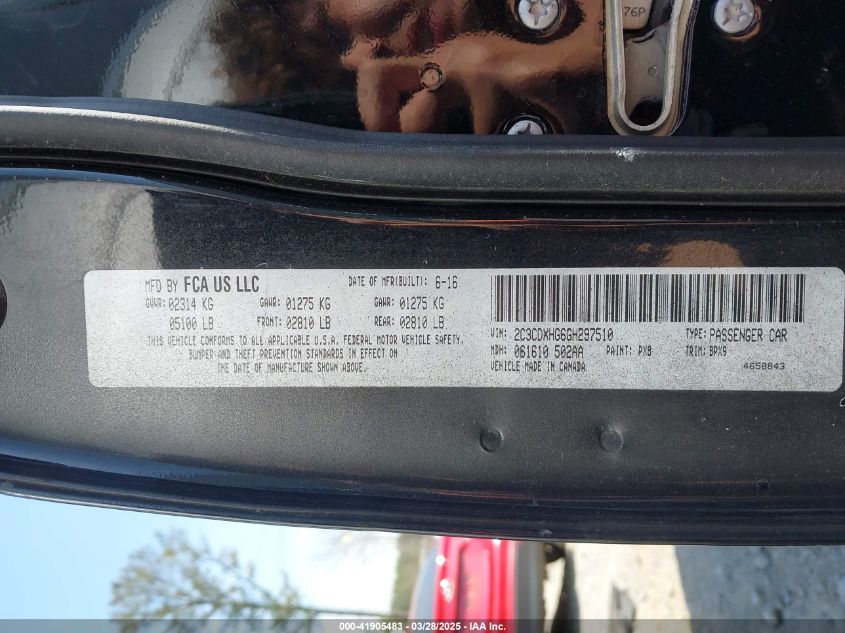 76P
MFD BY FCA US LLC DATE OF MFR(BUILT): 6-16
GVWR: 02314 KG GAWR: 01275 KG GAWR: 01275 KG
05100 LB FRONT: 02810 LB REAR: 02810 LB
THIS VEHICLE CONFORMS TO ALL APPLICABLE U.S.A. FEDERAL MOTOR VEHICLE SAFETY,
BUMPER AND THEFT PREVENTION STANDARDS IN EFFECT ON
THE DATE OF MANUFACTURE SHOWN ABOVE.
VIN: 2C3CDXHG6GH297510 TYPE: PASSENGER CAR
MDH: 061610 502AA PAINT: PX8 TRIM: BPX9
VEHICLE MADE IN CANADA 4658843
000-41905483 | 03/28/2025 | IAA, Inc.